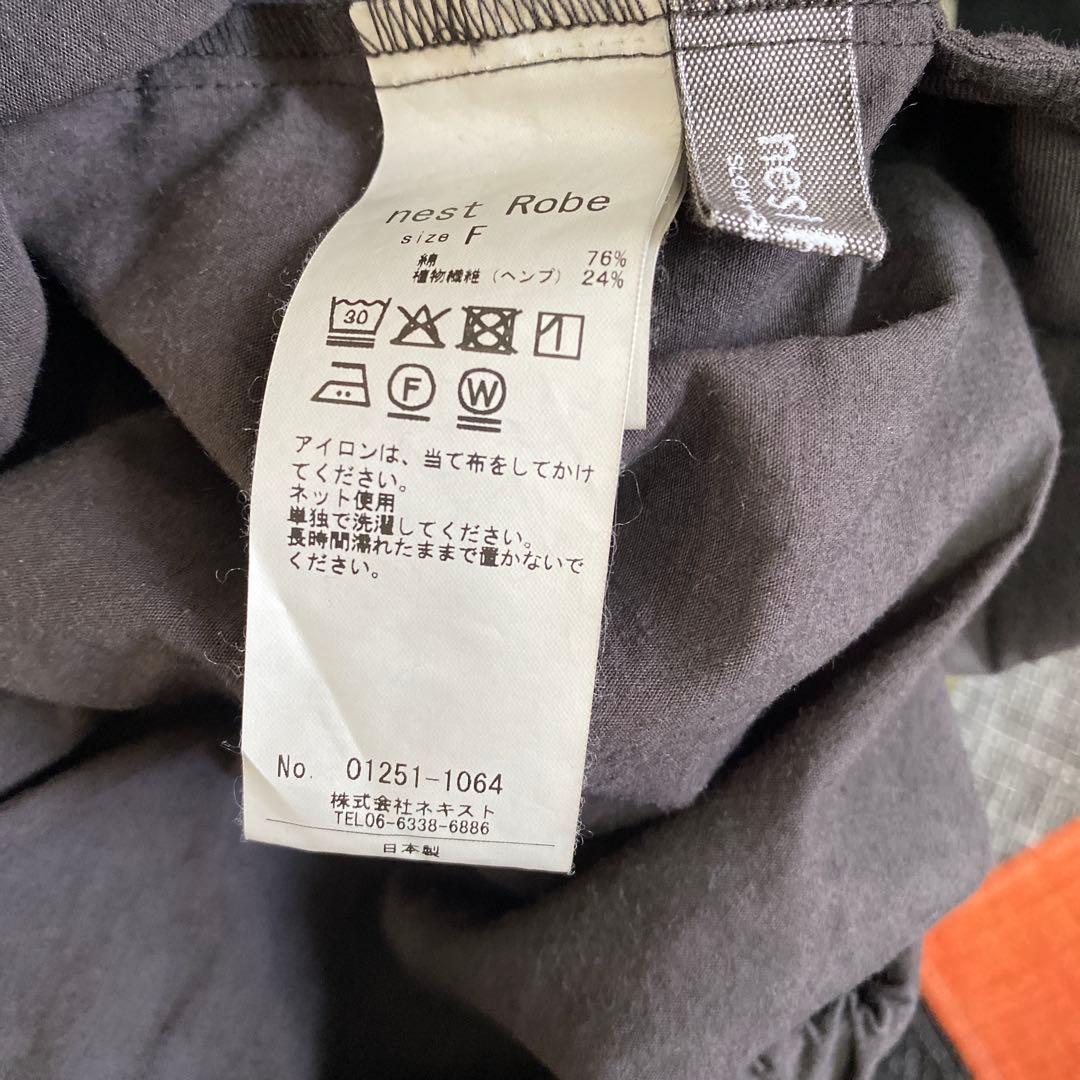 nest Robe
size F
綿 76%
植物繊維(ヘンプ) 24%
30
F W
アイロンは、当て布をしてかけ
てください。
ネット使用
単独で洗濯してください。
長時間濡れたままで置かないで
ください。
No. 01251-1064
株式会社ネキスト
TEL06-6338-6886
日本製